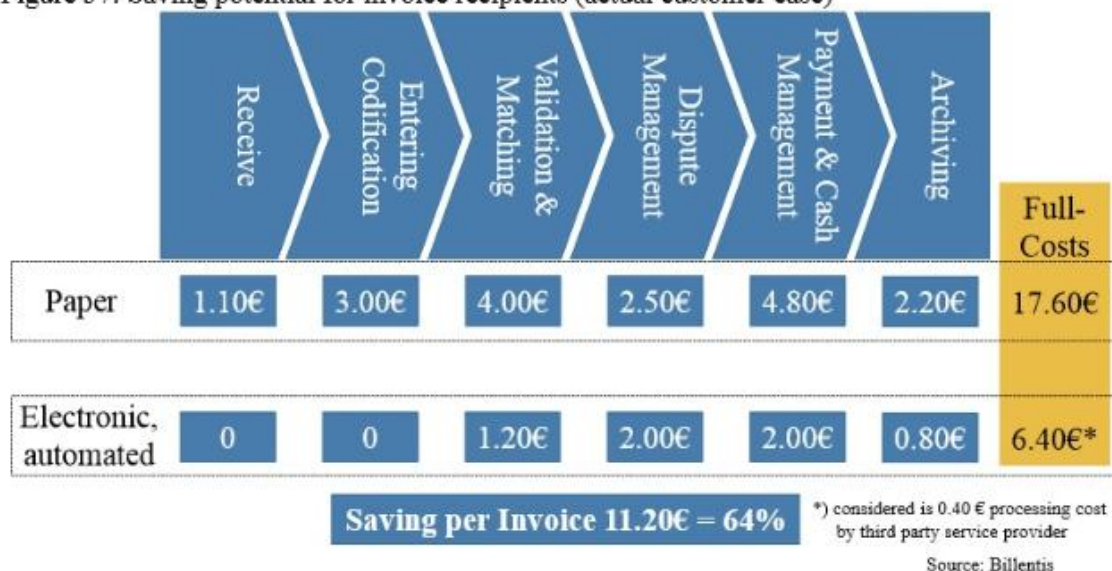 Receive
Entering
Codification
Validation &
Matching
Dispute
Management
Payment & Cash
Management
Archiving
Full-
Costs
Paper
1.10€
3.00€
4.00€
2.50€
4.80€
2.20€
17.60€
Electronic,
automated
0
0
1.20€
2.00€
2.00€
0.80€
6.40€*
Saving per Invoice 11.20€ = 64%
*) considered is 0.40 € processing cost
by third party service provider
Source: Billentis